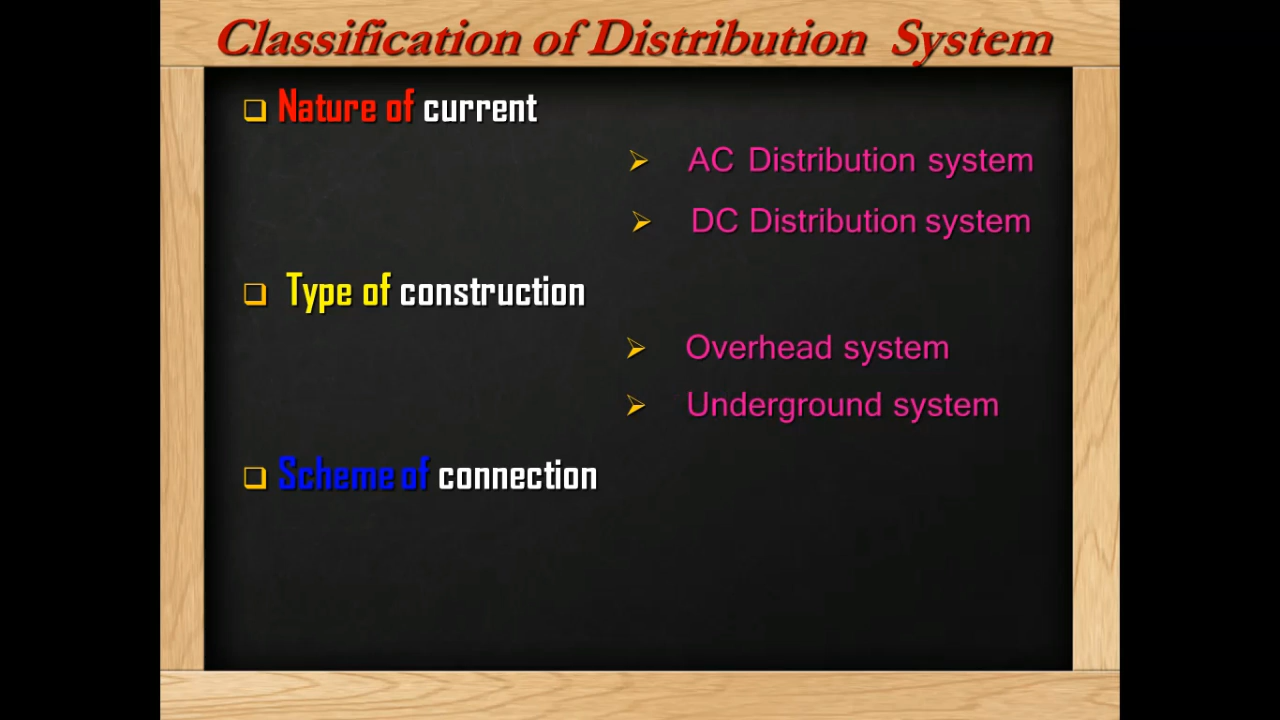 Classification of Distribution System
Nature of current
AC Distribution system
DC Distribution system
Type of construction
Overhead system
Underground system
Scheme of connection